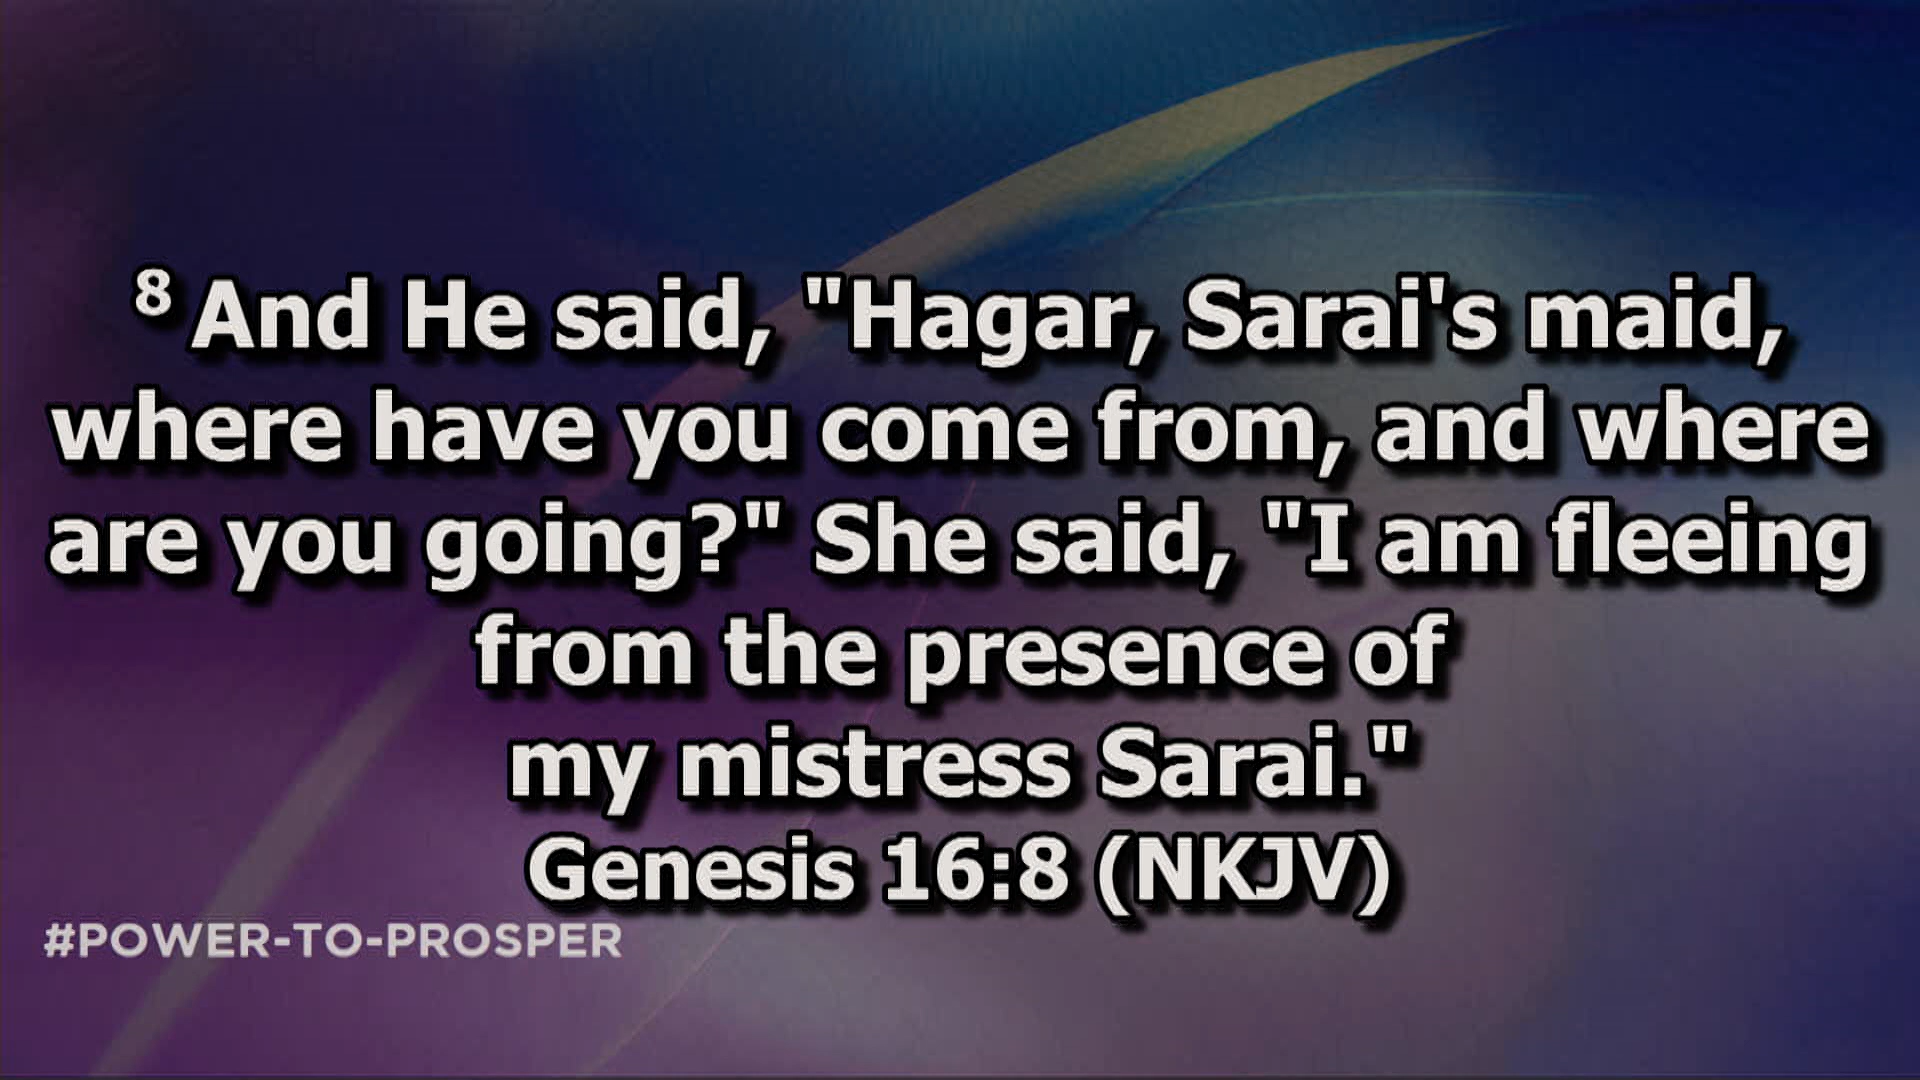 8 And He said, "Hagar, Sarai's maid,
where have you come from, and where
are you going?" She said, "I am fleeing
from the presence of
my mistress Sarai."
Genesis 16:8 (NKJV)
#POWER-TO-PROSPER